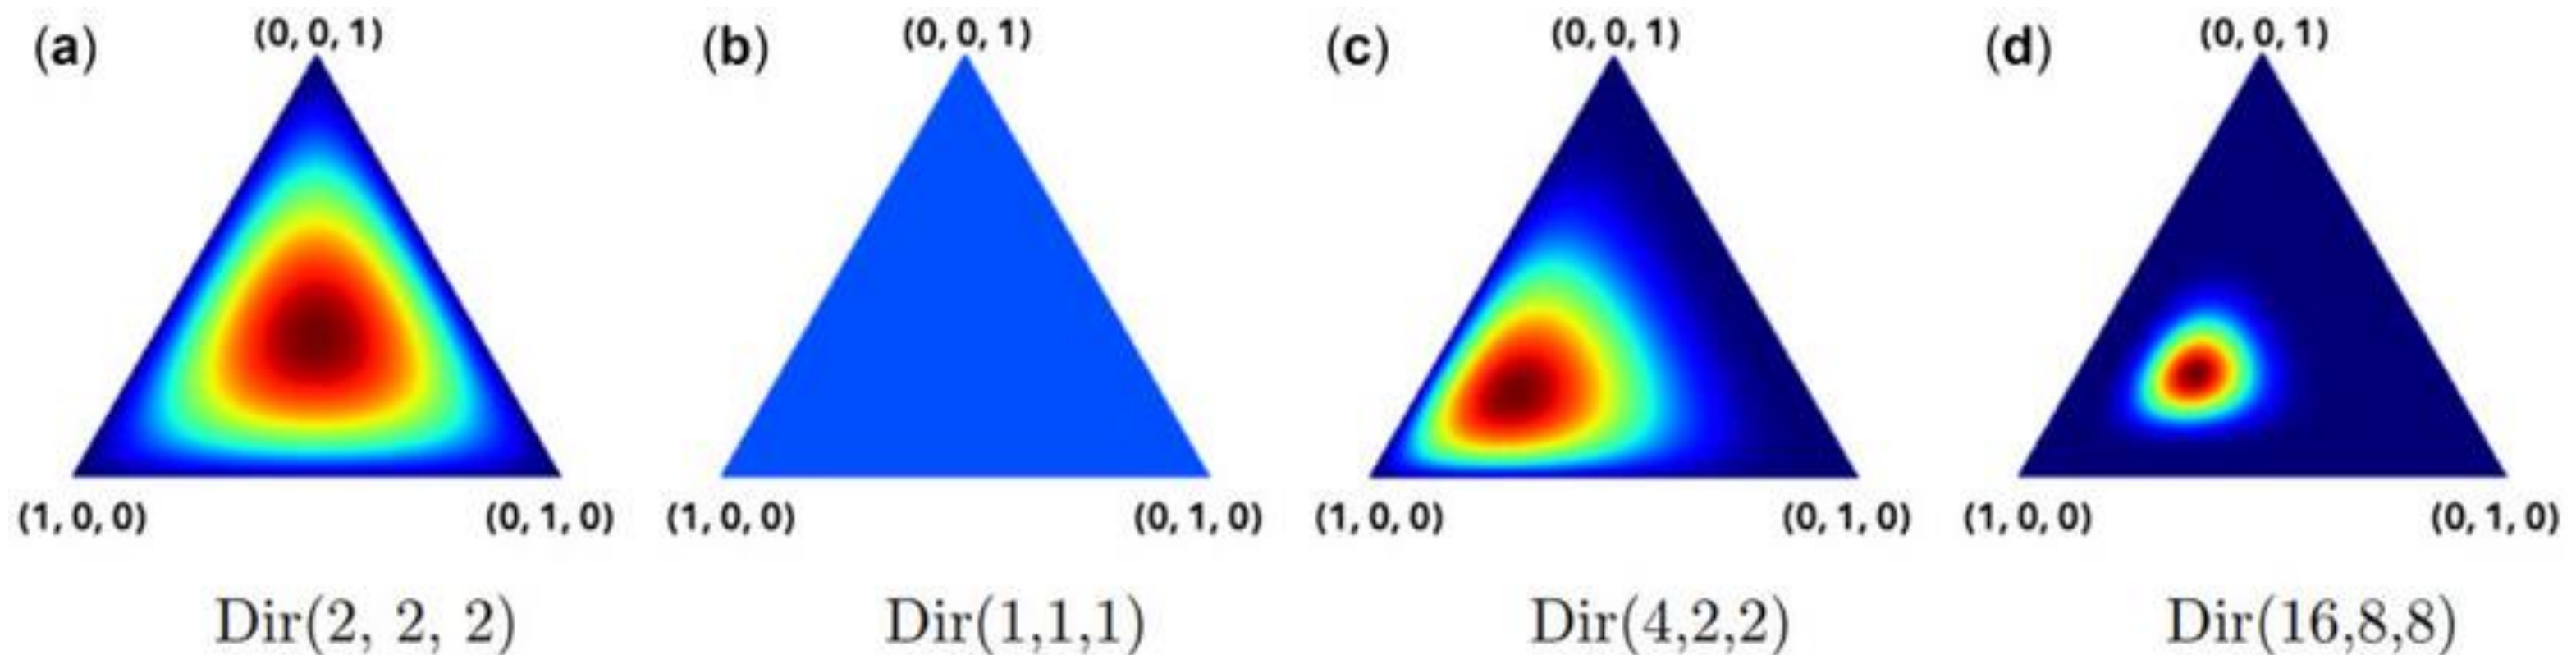 (a) (0, 0, 1) (b) (0, 0, 1) (c) (0, 0, 1) (d) (0, 0, 1)
(1, 0, 0) (0, 1, 0) (1, 0, 0) (0, 1, 0) (1, 0, 0) (0, 1, 0) (1, 0, 0) (0, 1, 0)
Dir(2, 2, 2) Dir(1,1,1) Dir(4,2,2) Dir(16,8,8)